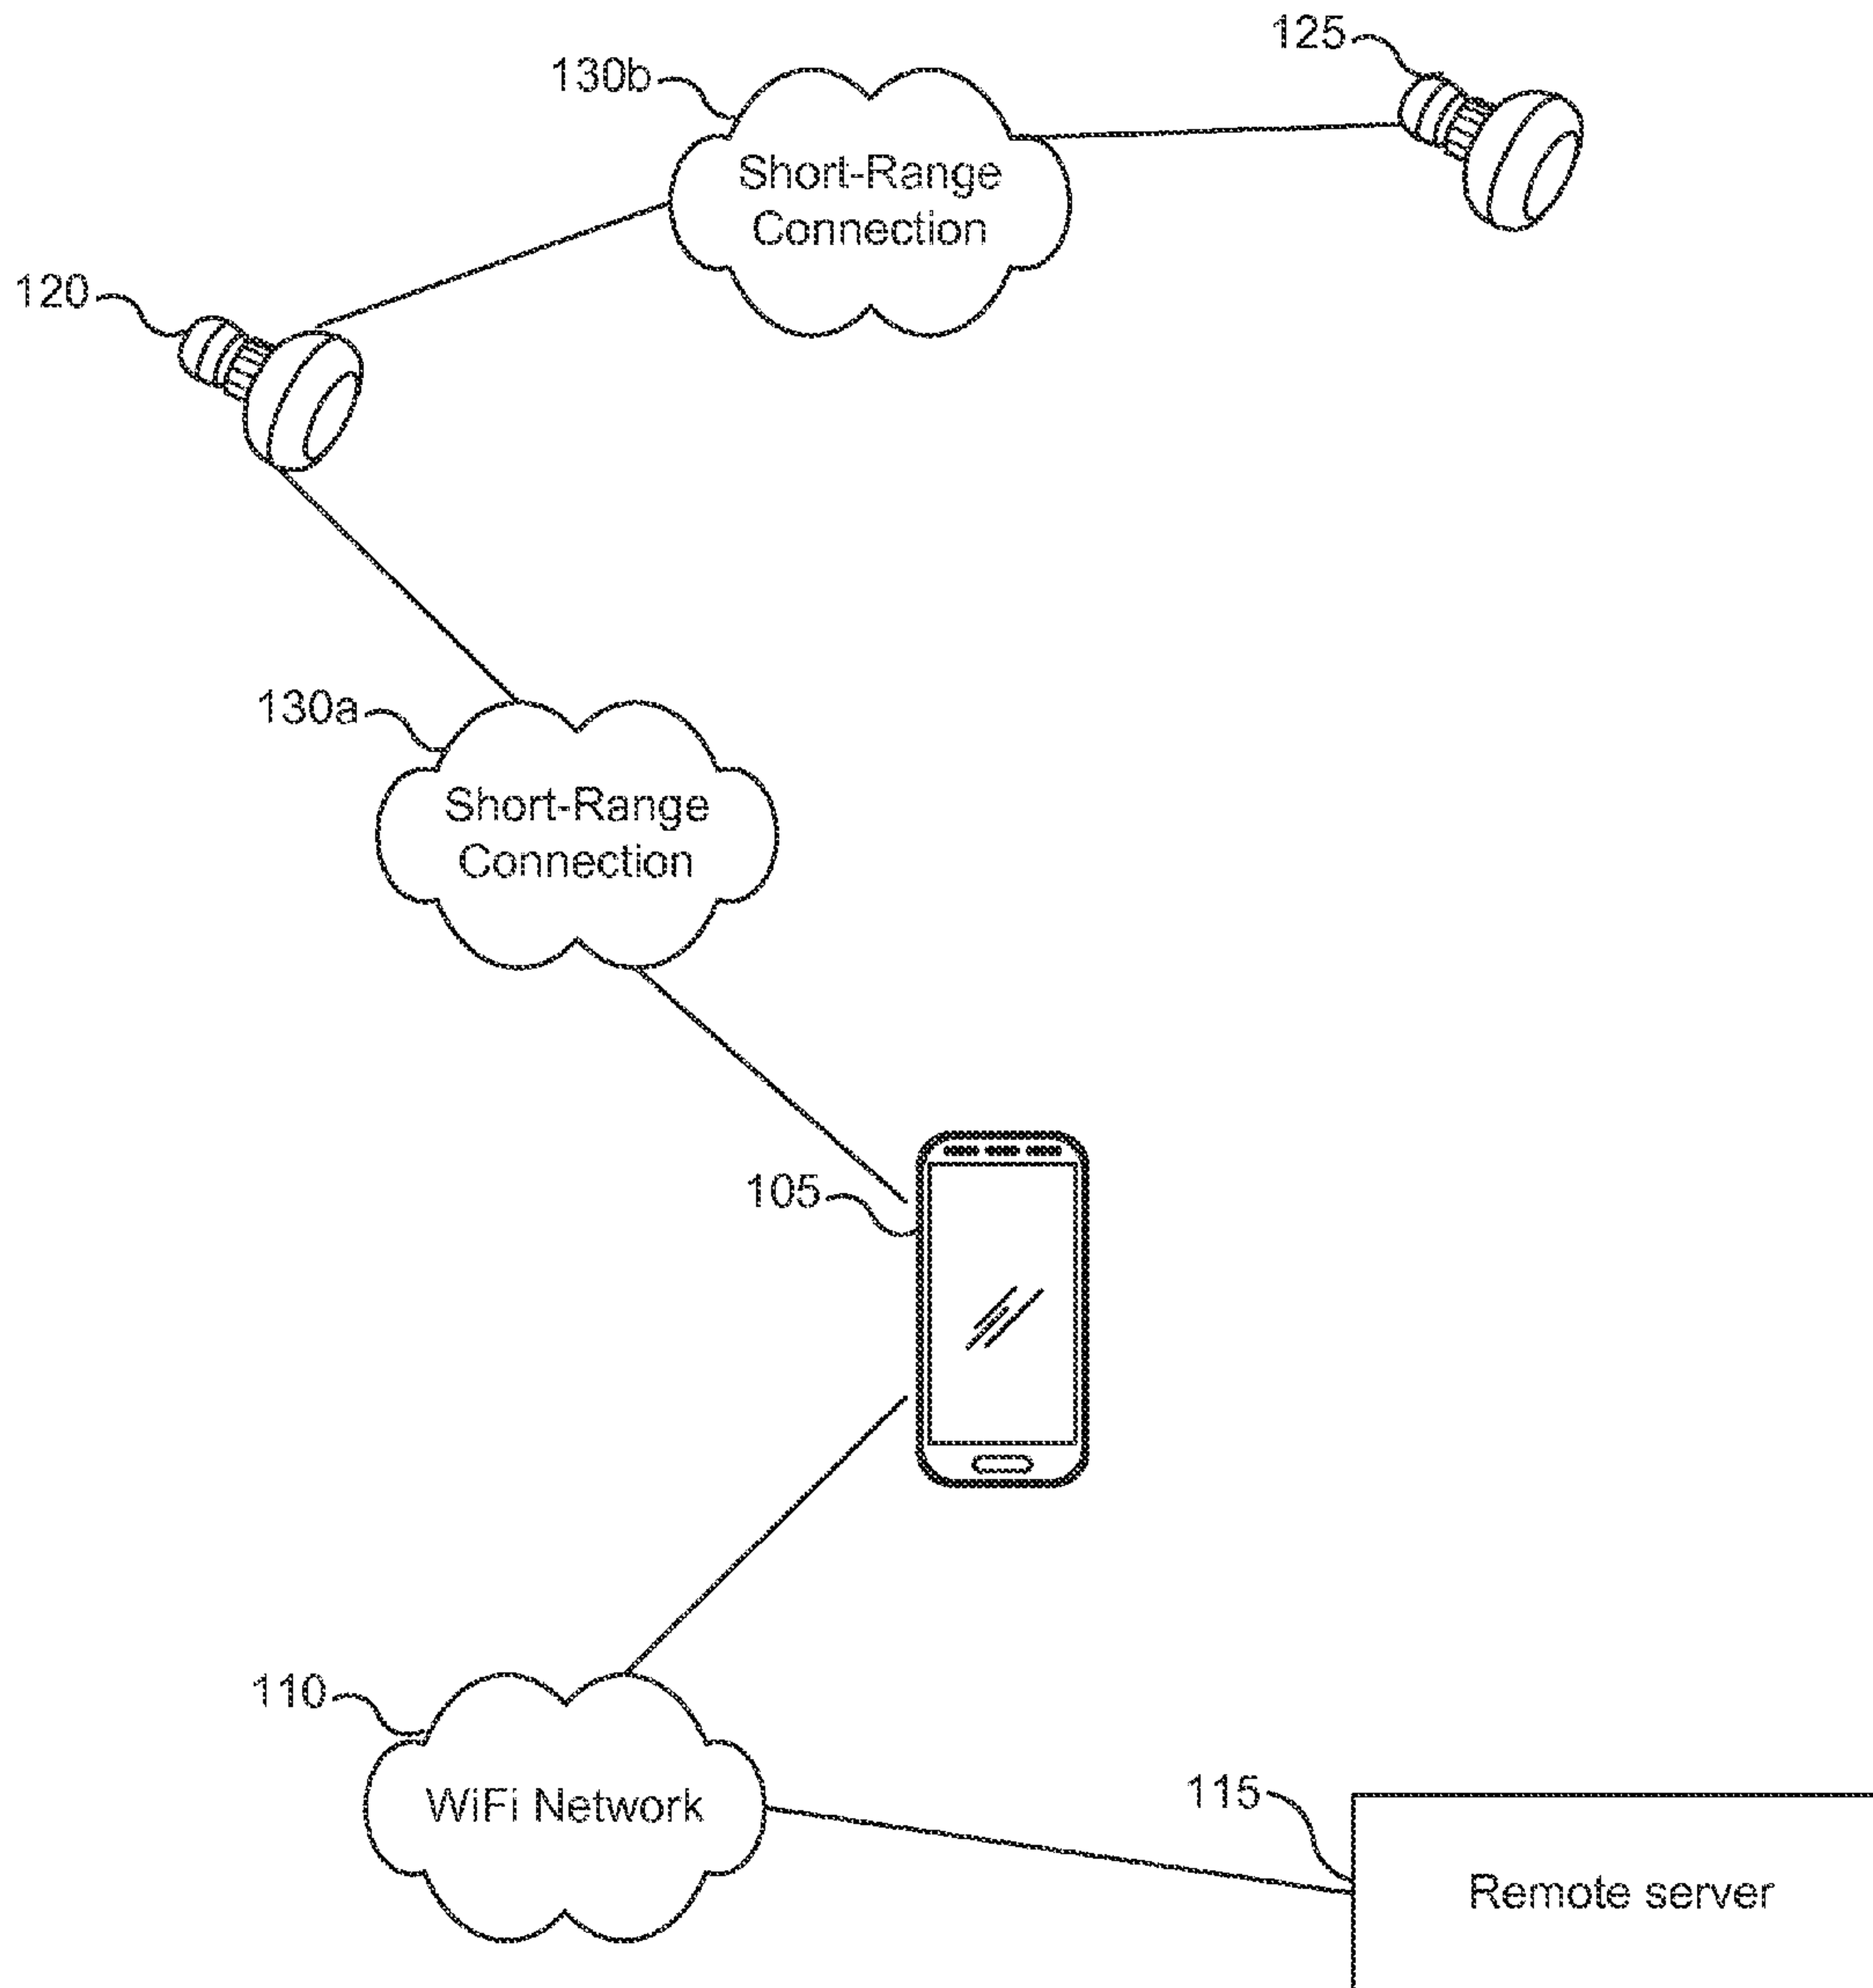 125
130b
Short-Range
Connection
120
130a
Short-Range
Connection
105
110
WiFi Network
115
Remote server